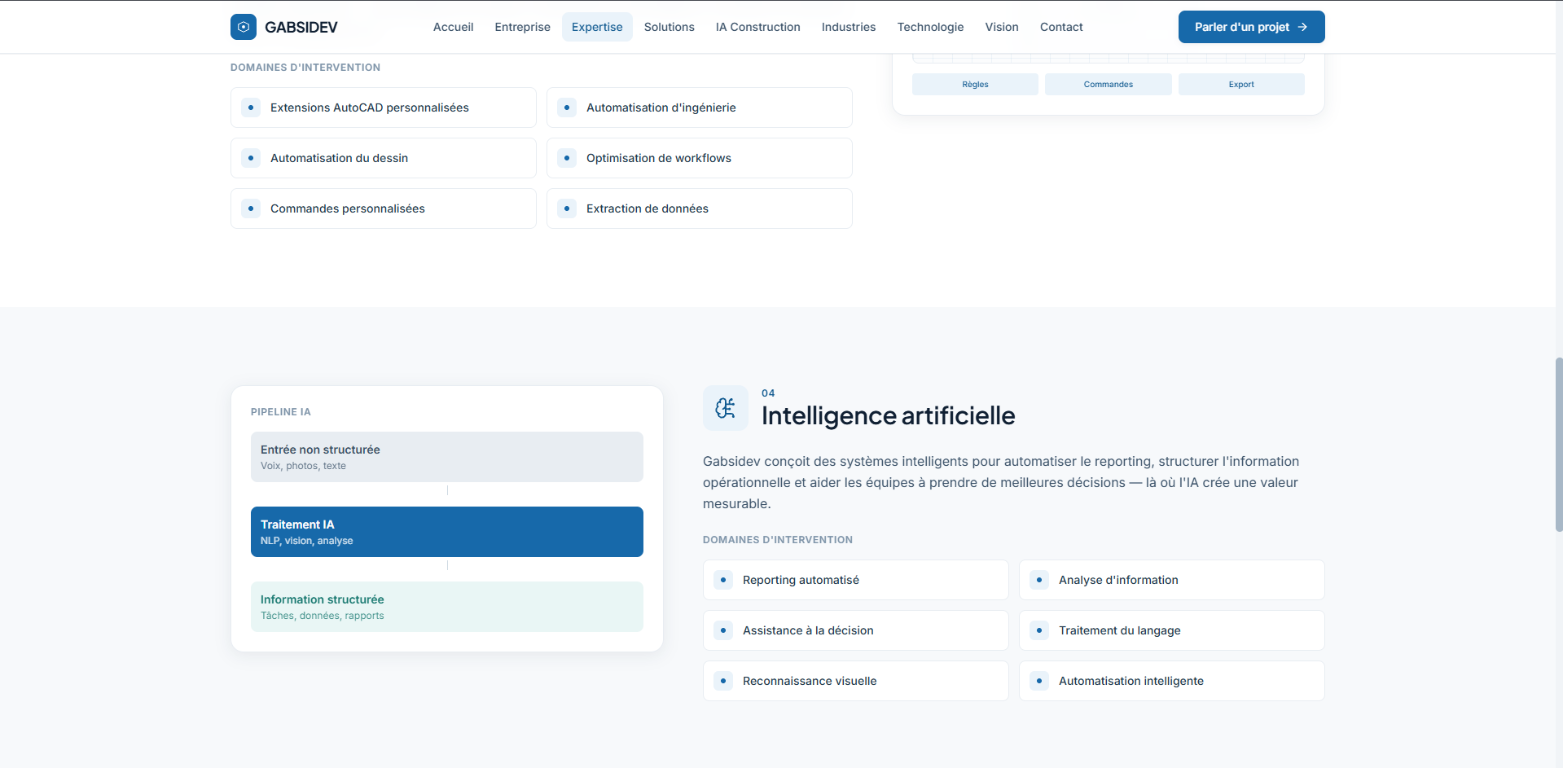 GABSIDEV
Accueil
Entreprise
Expertise
Solutions
IA Construction
Industries
Technologie
Vision
Contact
Parler d'un projet →
DOMAINES D'INTERVENTION
Extensions AutoCAD personnalisées
Automatisation d'ingénierie
Automatisation du dessin
Optimisation de workflows
Commandes personnalisées
Extraction de données
Règles
Commandes
Export
PIPELINE IA
Entrée non structurée
Voix, photos, texte
Traitement IA
NLP, vision, analyse
Information structurée
Tâches, données, rapports
04
Intelligence artificielle
Gabsidev conçoit des systèmes intelligents pour automatiser le reporting, structurer l'information
opérationnelle et aider les équipes à prendre de meilleures décisions — là où l'IA crée une valeur
mesurable.
DOMAINES D'INTERVENTION
Reporting automatisé
Analyse d'information
Assistance à la décision
Traitement du langage
Reconnaissance visuelle
Automatisation intelligente